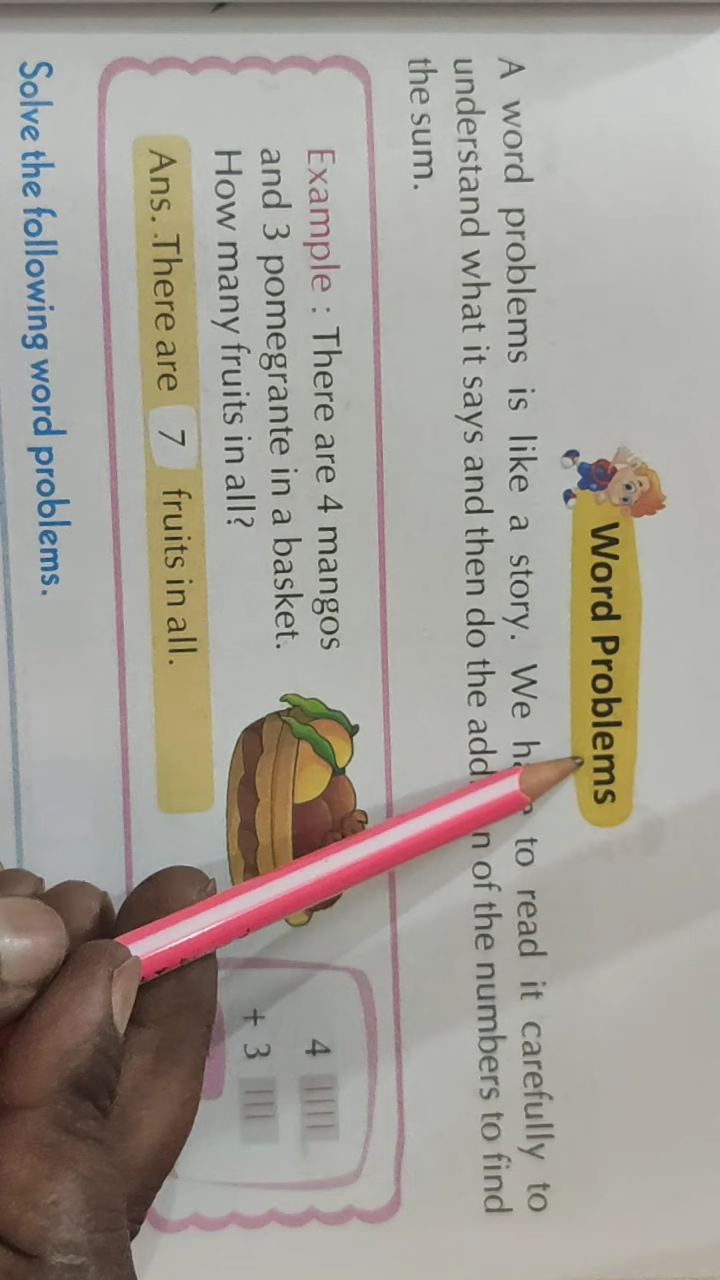 Word Problems
A word problems is like a story. We to read it carefully to
understand what it says and then do the of the numbers to find
the sum.
Example : There are 4 mangos
and 3 pomegrante in a basket.
How many fruits in all?
Ans. There are 7 fruits in all.
4
+ 3
Solve the following word problems.